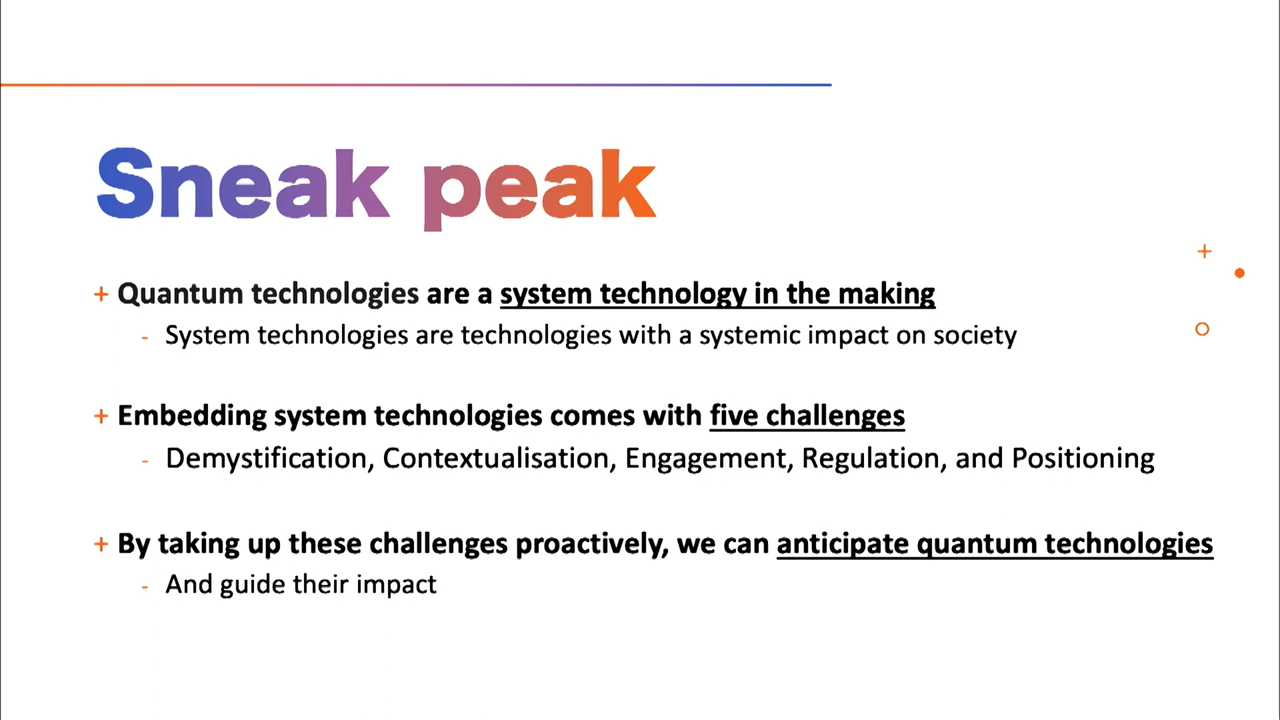 Sneak peak
+ Quantum technologies are a system technology in the making
- System technologies are technologies with a systemic impact on society
+ Embedding system technologies comes with five challenges
- Demystification, Contextualisation, Engagement, Regulation, and Positioning
+ By taking up these challenges proactively, we can anticipate quantum technologies
- And guide their impact